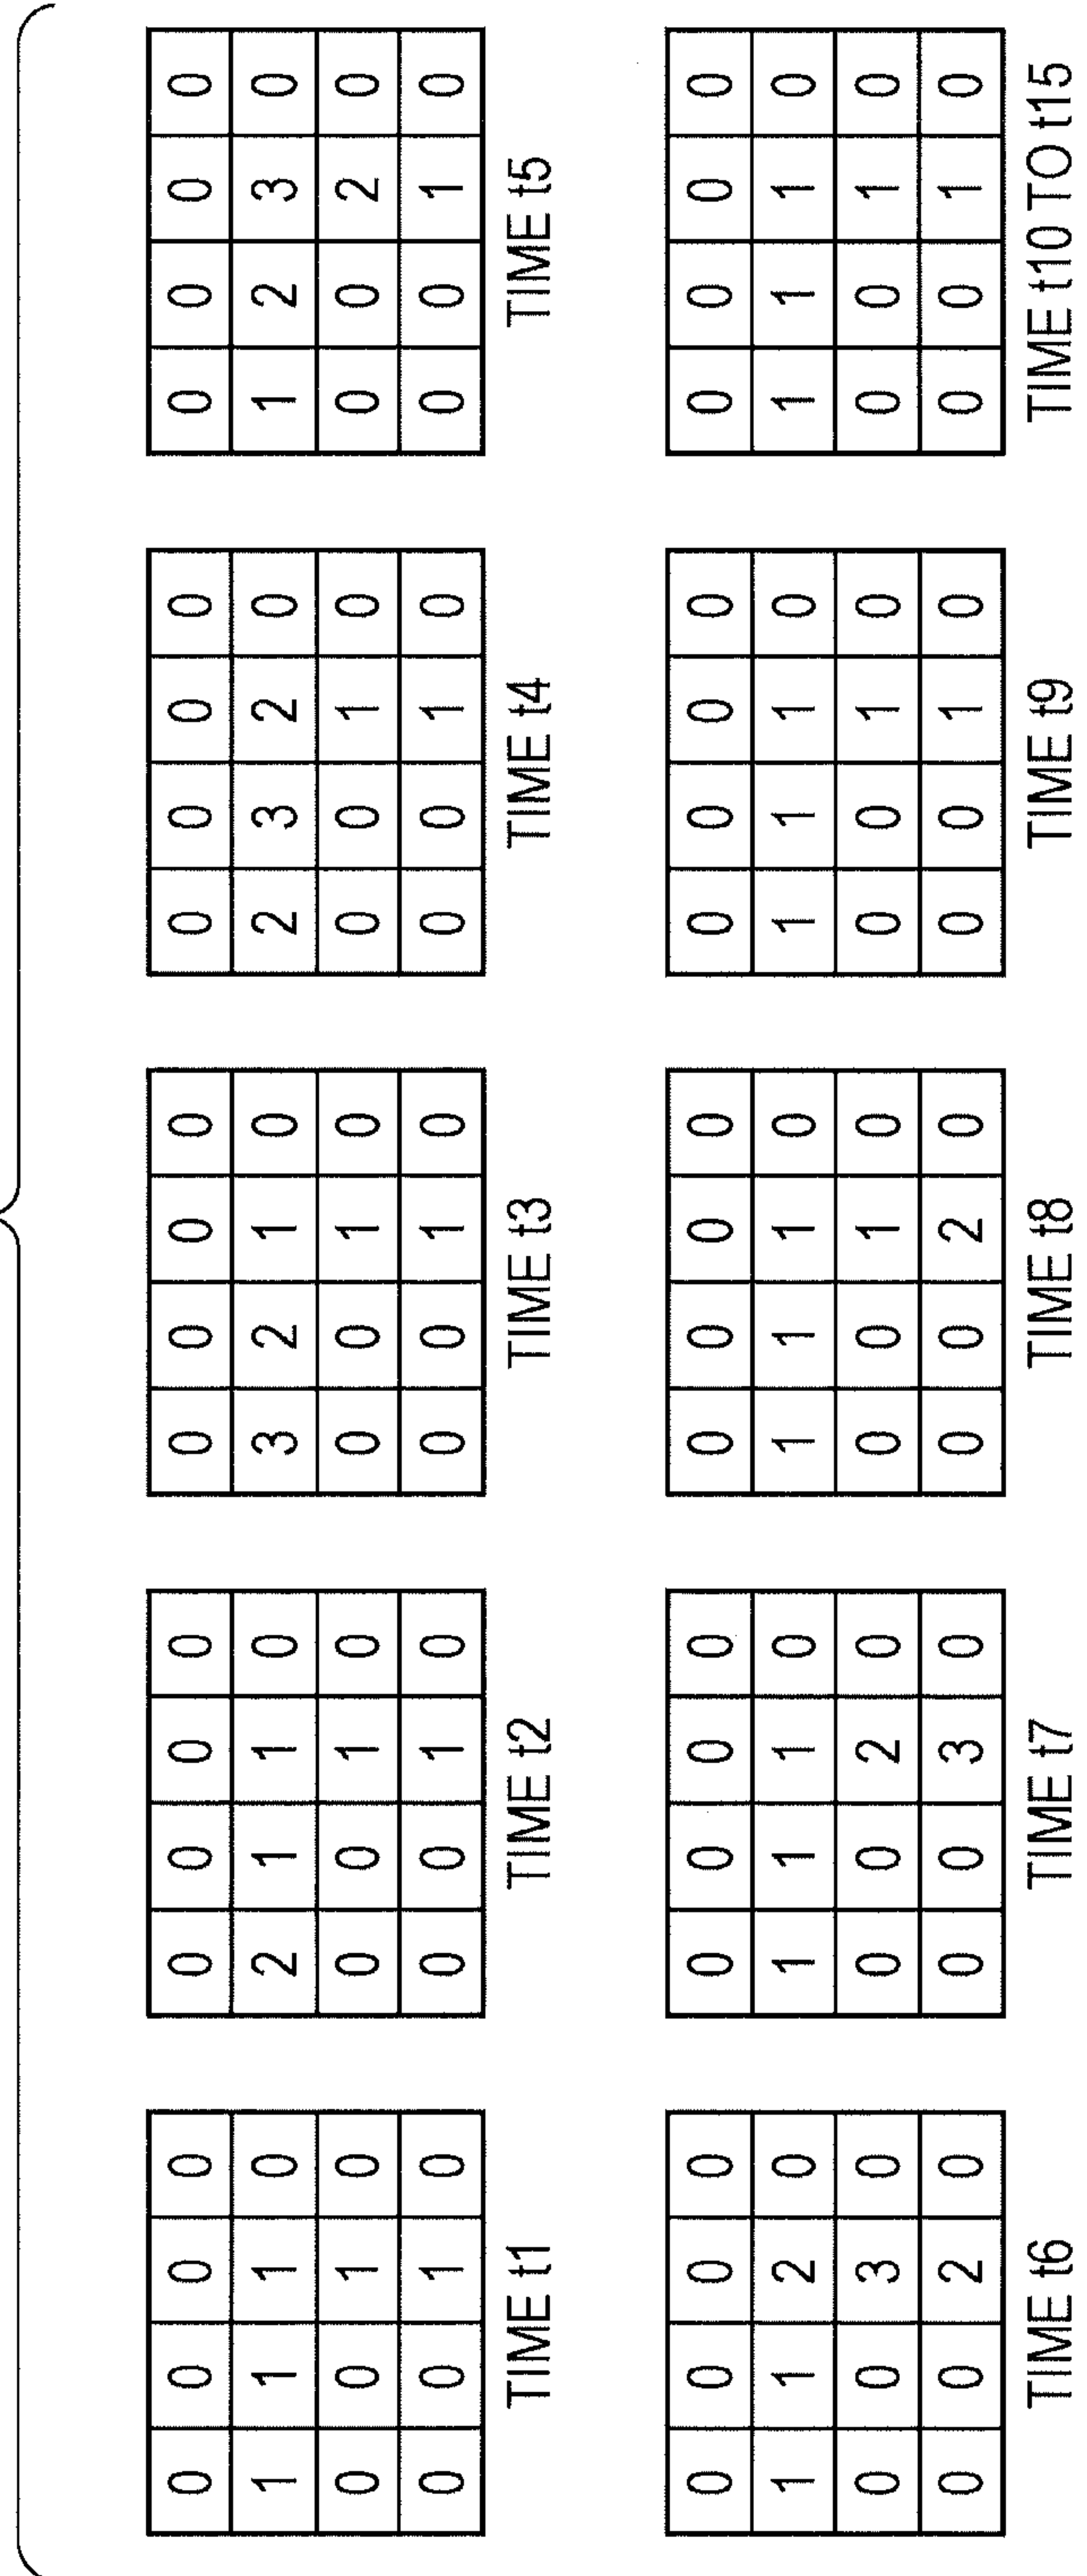 0 0 0 0
1 1 1 0
0 0 1 0
0 0 1 0
TIME t1
0 0 0 0
2 1 1 0
0 0 1 0
0 0 1 0
TIME t2
0 0 0 0
3 2 1 0
0 0 1 0
0 0 1 0
TIME t3
0 0 0 0
2 3 2 0
0 0 1 0
0 0 1 0
TIME t4
0 0 0 0
1 2 3 0
0 0 2 0
0 0 1 0
TIME t5
0 0 0 0
1 1 2 0
0 0 3 0
0 0 2 0
TIME t6
0 0 0 0
1 1 1 0
0 0 2 0
0 0 3 0
TIME t7
0 0 0 0
1 1 1 0
0 0 1 0
0 0 2 0
TIME t8
0 0 0 0
1 1 1 0
0 0 1 0
0 0 1 0
TIME t9
0 0 0 0
1 1 1 0
0 0 1 0
0 0 1 0
TIME t10 TO t15